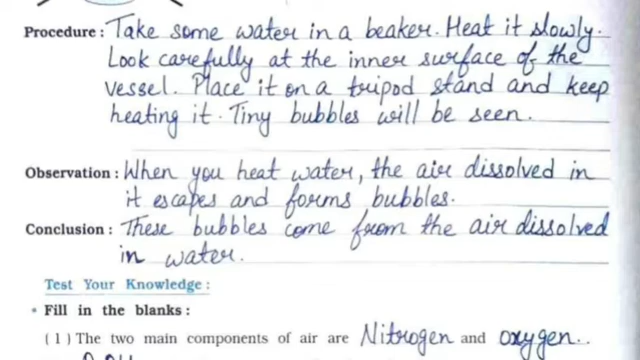 Procedure : Take some water in a beaker. Heat it slowly.
Look carefully at the inner surface of the
vessel. Place it on a tripod stand and keep
heating it. Tiny bubbles will be seen.
Observation : When you heat water, the air dissolved in
it escapes and forms bubbles.
Conclusion : These bubbles come from the air dissolved
in water.
Test Your Knowledge :
• Fill in the blanks :
(1) The two main components of air are Nitrogen and oxygen..